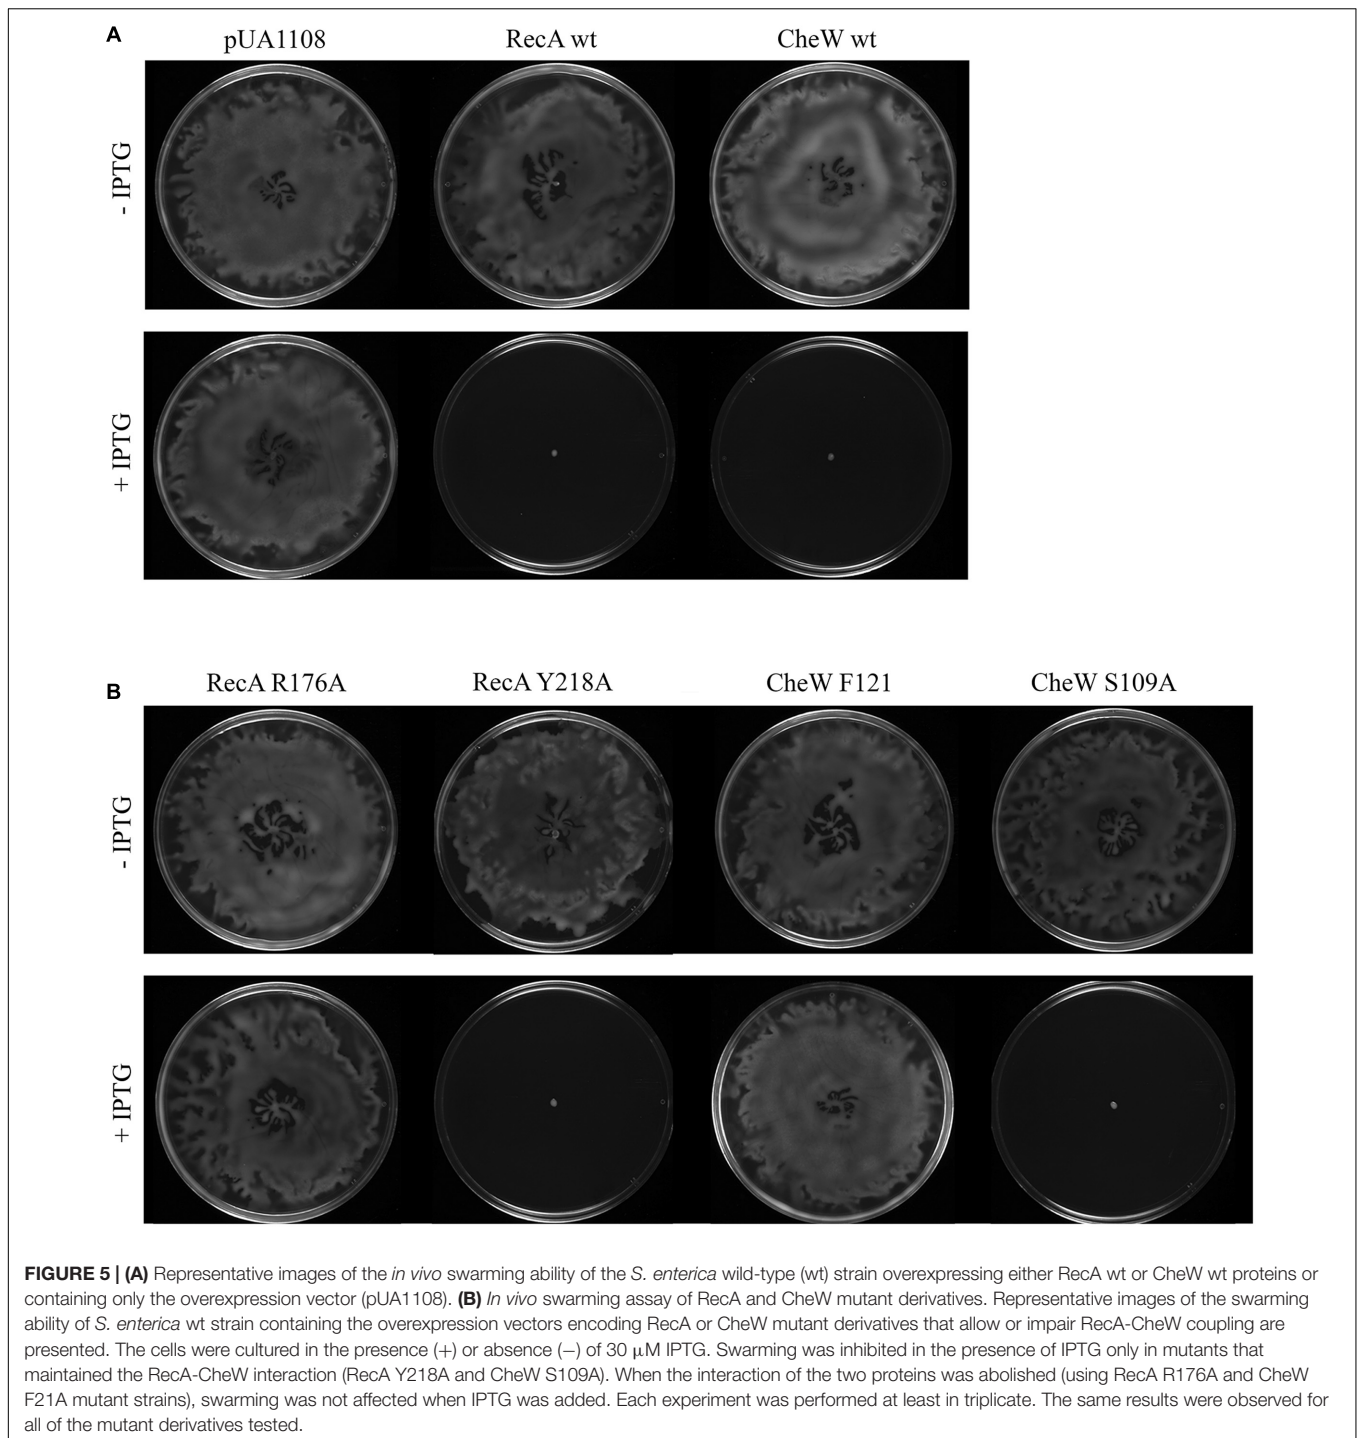 A
pUA1108
RecA wt
CheW wt
- IPTG
+ IPTG
B
RecA R176A
RecA Y218A
CheW F121
CheW S109A
- IPTG
+ IPTG
FIGURE 5 | (A) Representative images of the in vivo swarming ability of the S. enterica wild-type (wt) strain overexpressing either RecA wt or CheW wt proteins or
containing only the overexpression vector (pUA1108). (B) In vivo swarming assay of RecA and CheW mutant derivatives. Representative images of the swarming
ability of S. enterica wt strain containing the overexpression vectors encoding RecA or CheW mutant derivatives that allow or impair RecA-CheW coupling are
presented. The cells were cultured in the presence (+) or absence (−) of 30 μM IPTG. Swarming was inhibited in the presence of IPTG only in mutants that
maintained the RecA-CheW interaction (RecA Y218A and CheW S109A). When the interaction of the two proteins was abolished (using RecA R176A and CheW
F21A mutant strains), swarming was not affected when IPTG was added. Each experiment was performed at least in triplicate. The same results were observed for
all of the mutant derivatives tested.